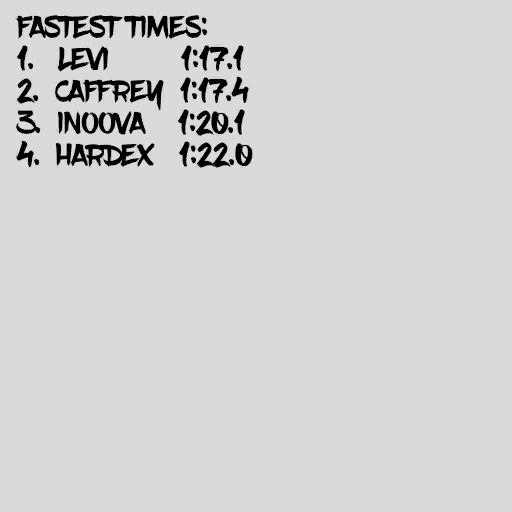 FASTEST TIMES:
1. LEVI 1:17.1
2. CAFFREY 1:17.4
3. INOOVA 1:20.1
4. HARDEX 1:22.0